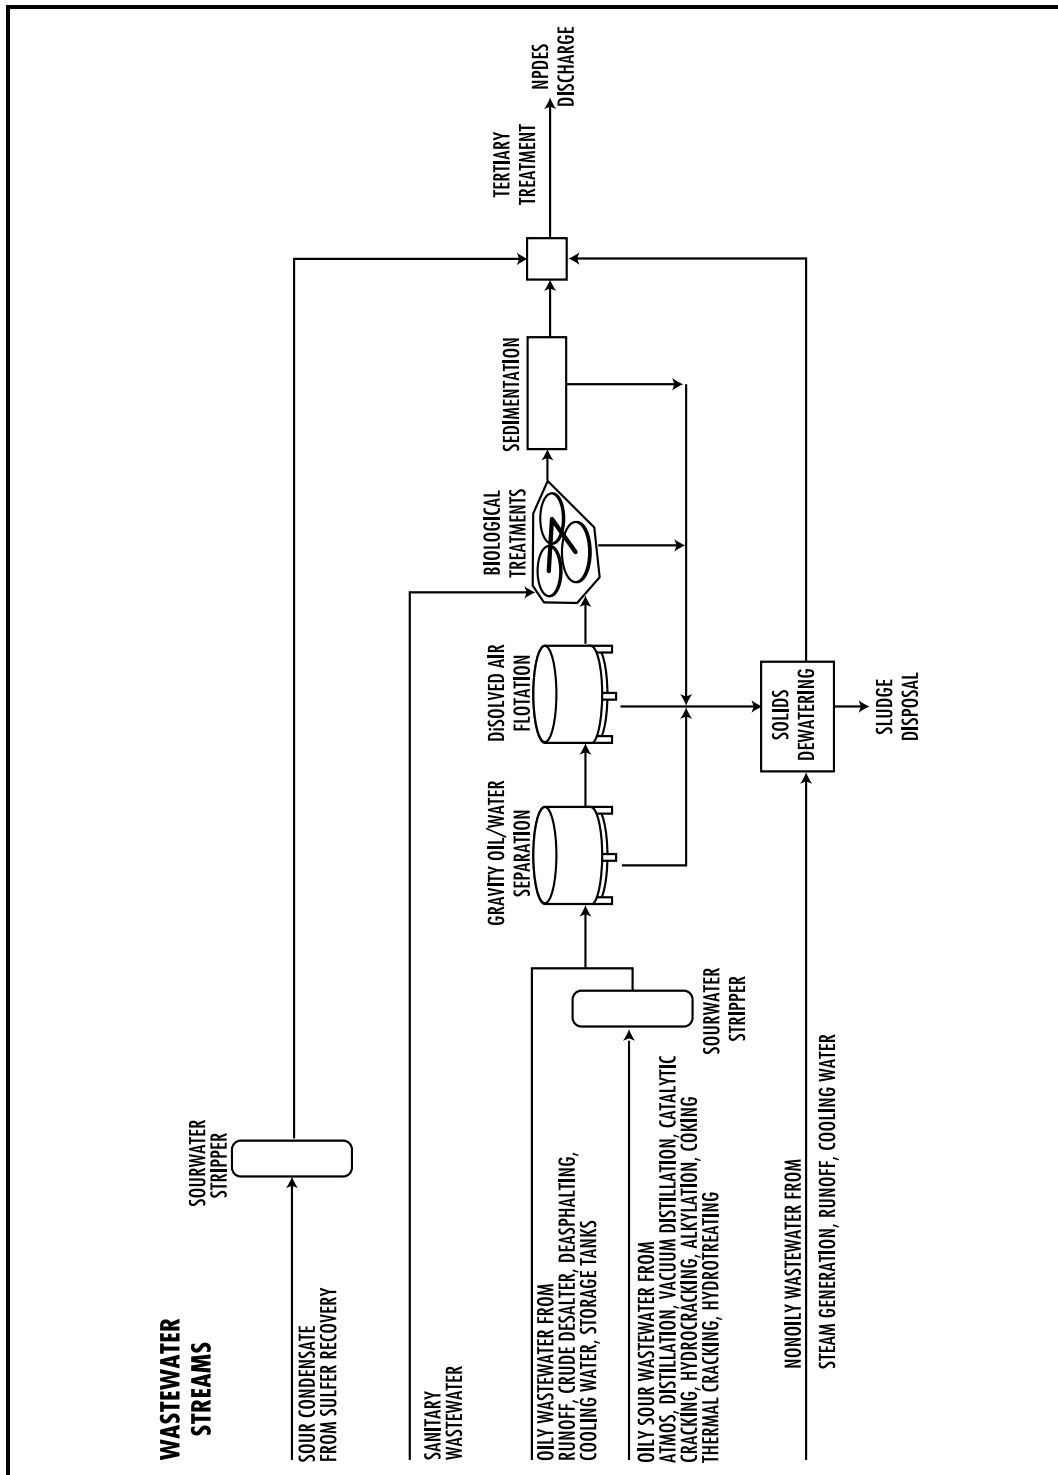 WASTEWATER
STREAMS
SOUR CONDENSATE
FROM SULFER RECOVERY
SOURWATER
STRIPPER
SANITARY
WASTEWATER
OILY WASTEWATER FROM
RUNOFF, CRUDE DESALTER, DEASPHALTING,
COOLING WATER, STORAGE TANKS
OILY SOUR WASTEWATER FROM
ATMOS, DISTILLATION, VACUUM DISTILLATION, CATALYTIC
CRACKING, HYDROCRACKING, ALKYLATION, COKING
THERMAL CRACKING, HYDROTREATING
SOURWATER
STRIPPER
GRAVITY OIL/WATER
SEPARATION
DiSOLVED AIR
FLOTATION
BIOLOGICAL
TREATMENTS
SEDIMENTATION
TERTIARY
TREATMENT
NPDES
DISCHARGE
NONOILY WASTEWATER FROM
STEAM GENERATION, RUNOFF, COOLING WATER
SOLIDS
DEWATERING
SLUDGE
DISPOSAL